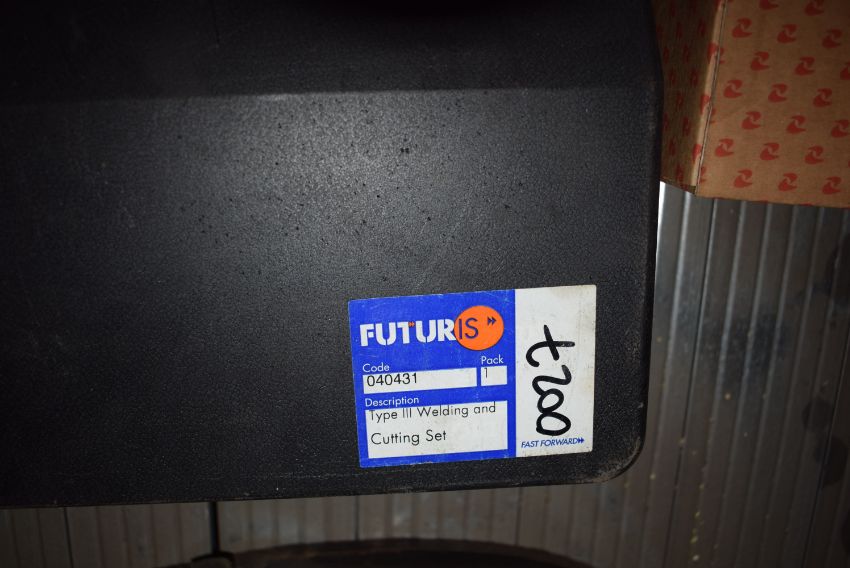 FUTURIS
Code
Pack
040431
1
Description
Type III Welding and
Cutting Set
FAST FORWARD
£200